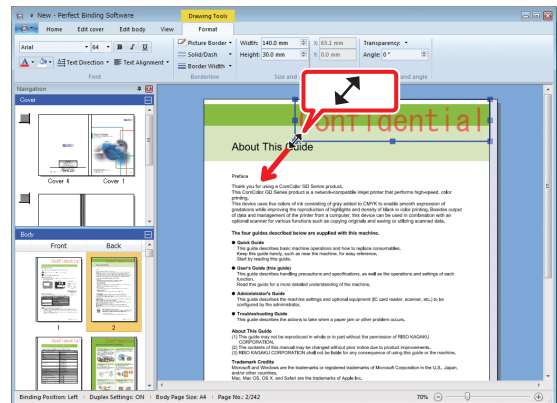 New - Perfect Binding Software
Drawing Tools
Home Edit cover Edit body View Format
Arial 64 B I U
A Text Direction Text Alignment
Font
Picture Border
Solid/Dash
Border Width
Borderline
Width: 140.0 mm X: 65.1 mm
Height: 30.0 mm Y: 0.0 mm
Size and
Transparency:
Angle: 0 °
and angle
Navigation
Cover
Cover 4 Cover 1
Body
Front Back
1 2
Confidential
About This Guide
Preface
Thank you for using a ComColor GD Series product.
This ComColor GD Series product is a network-compatible inkjet printer that performs high-speed, color
printing.
This device uses five colors of ink consisting of gray added to CMYK to enable smooth expression of
gradations while improving the reproduction of highlights and density of black in color printing. Besides output
of data and management of the printer from a computer, this device can be used in combination with an
optional scanner for various functions such as copying originals and saving or utilizing scanned data.
The four guides described below are supplied with this machine.
● Quick Guide
This guide describes basic machine operations and how to replace consumables.
Keep this guide handy, such as near the machine, for easy reference,
Start by reading this guide.
● User's Guide (this guide)
This guide describes handling precautions and specifications, as well as the operations and settings of each
function.
Read this guide for a more detailed understanding of the machine.
● Administrator's Guide
This guide describes the machine settings and optional equipment (IC card reader, scanner, etc.) to be
configured by the administrator.
● Troubleshooting Guide
This guide describes the actions to take when a paper jam or other problem occurs.
About This Guide
(1) This guide may not be reproduced in whole or in part without the permission of RISO KAGAKU
CORPORATION.
(2) The contents of this manual may be changed without prior notice due to product improvements.
(3) RISO KAGAKU CORPORATION shall not be liable for any consequence of using this guide or the machine.
Trademark Credits
Microsoft and Windows are the trademarks or registered trademarks of Microsoft Corporation in the U.S., Japan,
and/or other countries.
Mac, Mac OS, OS X, and Safari are the trademarks of Apple Inc.
Binding Position: Left Duplex Settings: ON Body Page Size: A4 Page No.: 2/242 70%